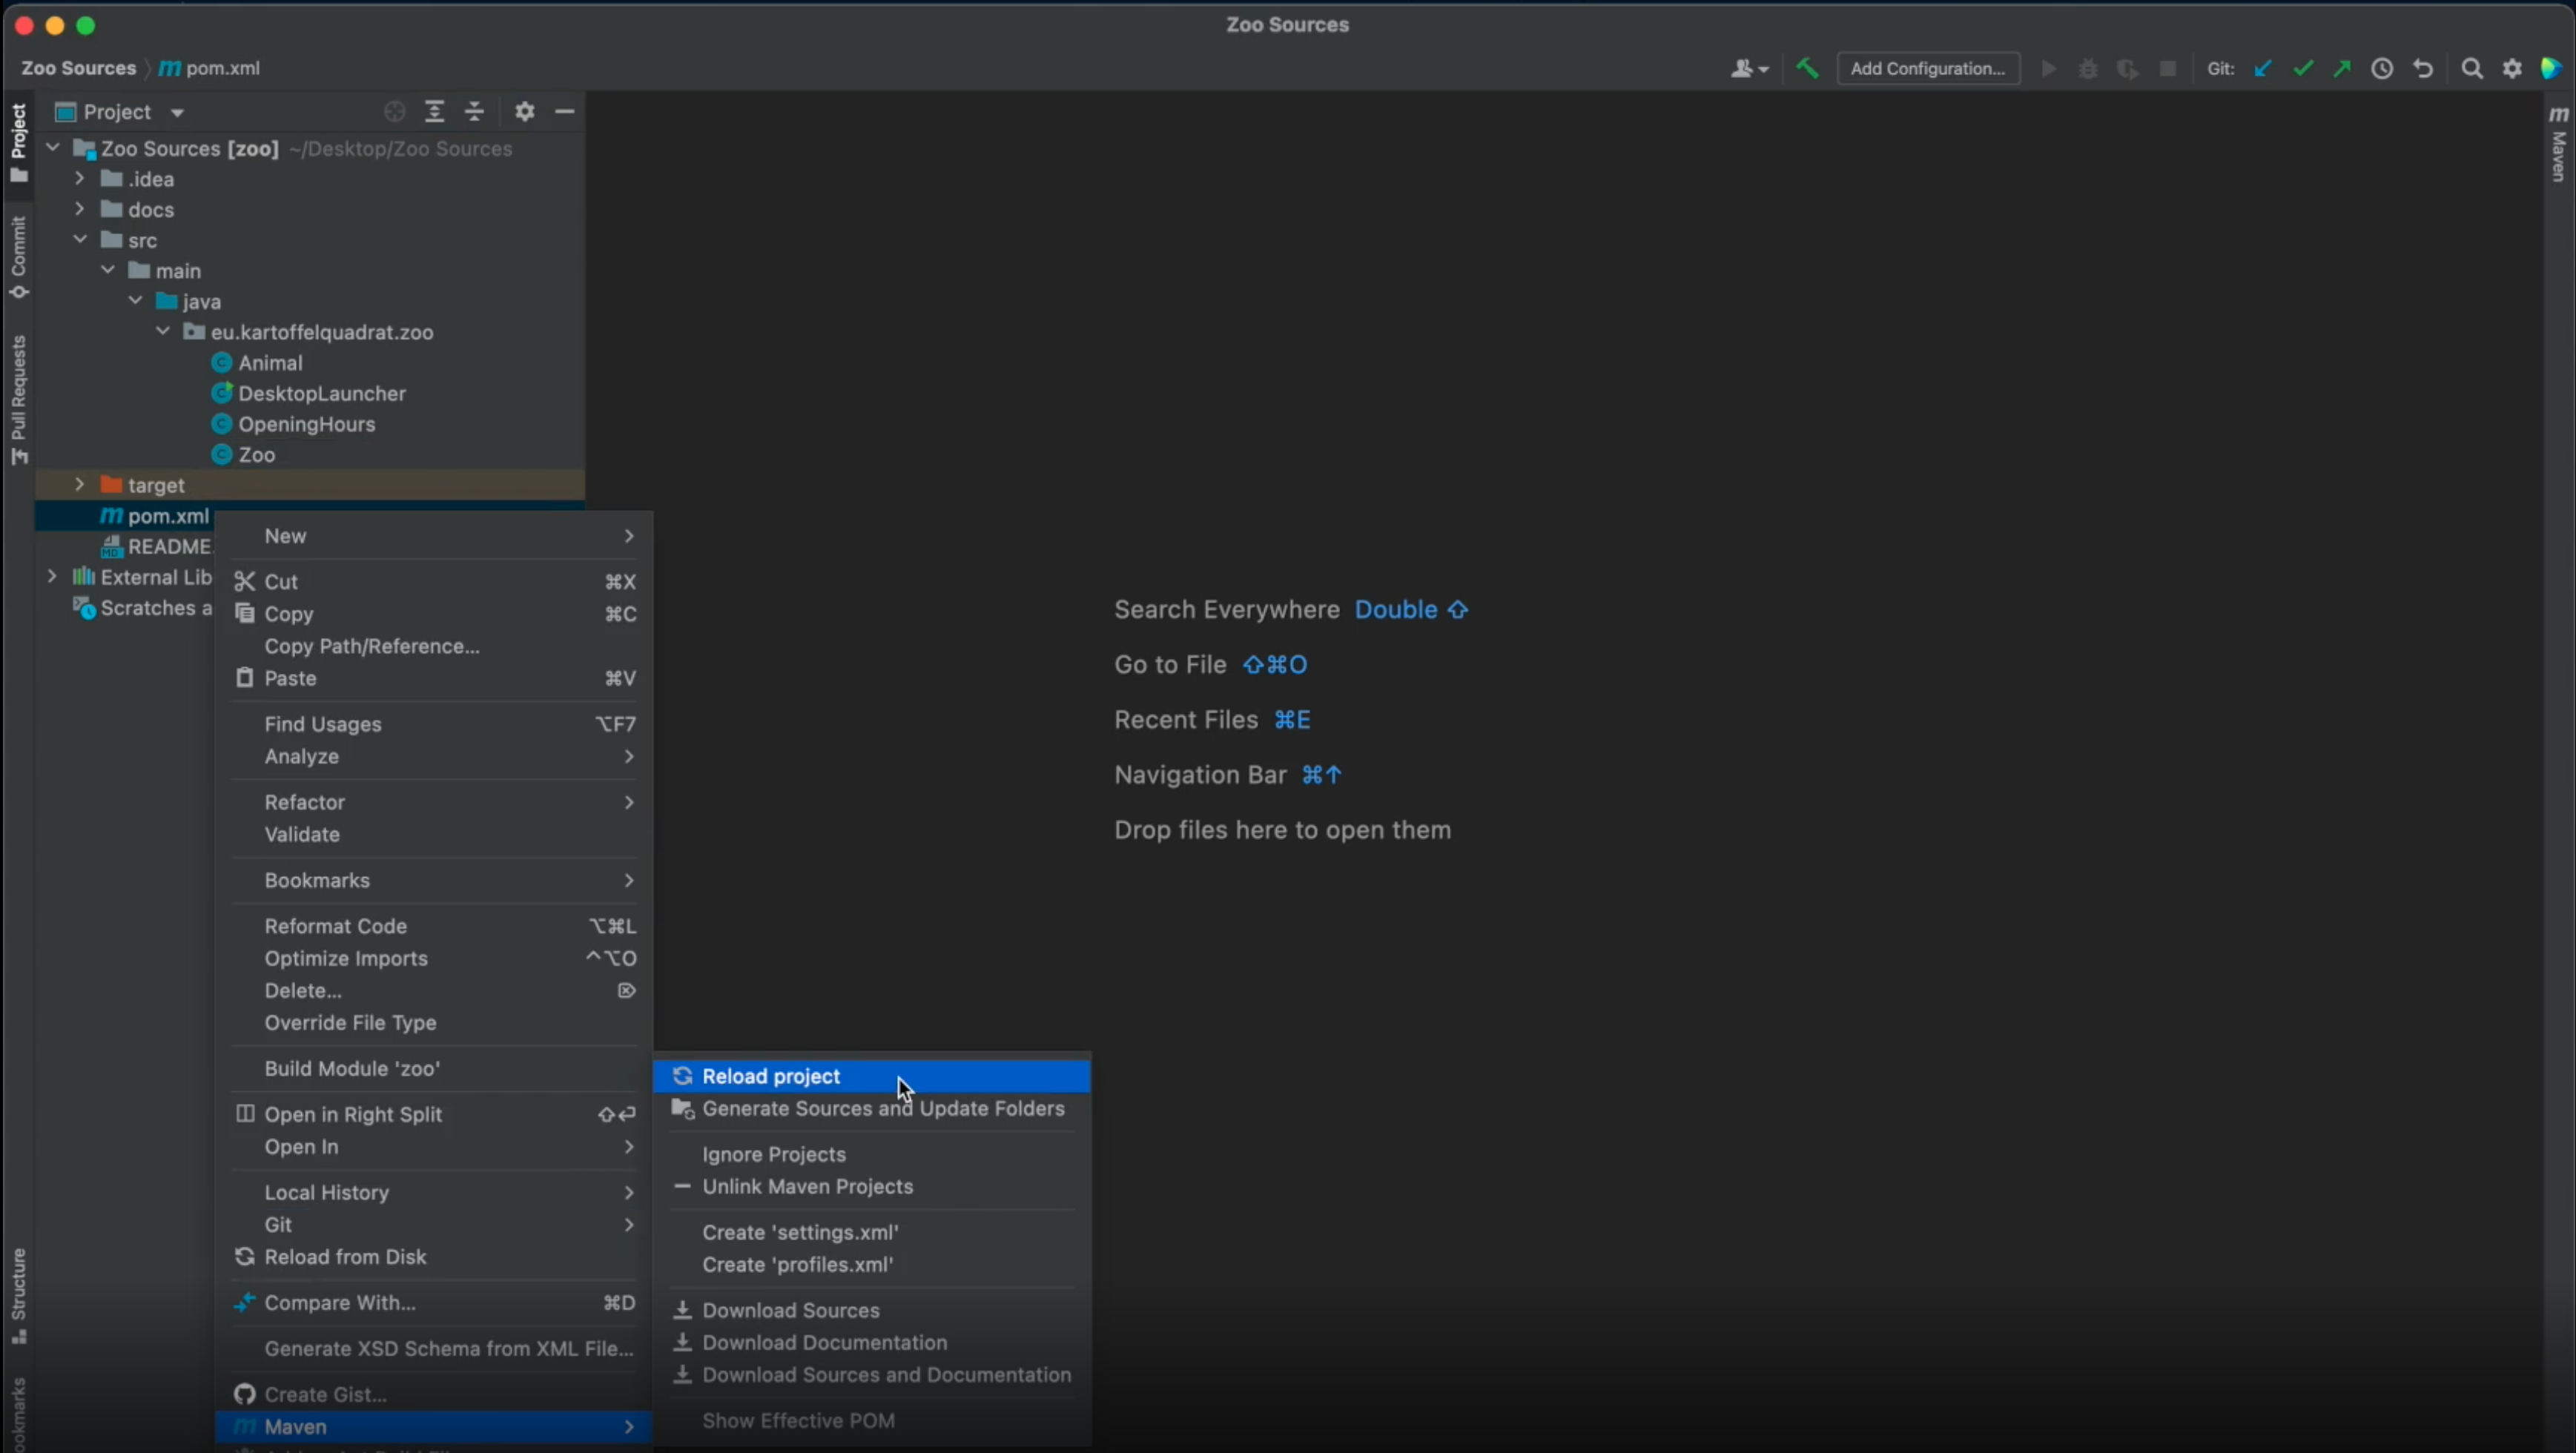 Zoo Sources
Zoo Sources pom.xml
Add Configuration...
Git:
Project
Project
Maven
Zoo Sources [zoo] ~/Desktop/Zoo Sources
.idea
docs
src
Commit
main
java
eu.kartoffelquadrat.zoo
Animal
DesktopLauncher
Pull Requests
OpeningHours
Zoo
target
pom.xml
README.
External Lib
Scratches a
New
Cut ⌘X
Copy ⌘C
Copy Path/Reference...
Paste ⌘V
Find Usages ⌥F7
Analyze
Refactor
Validate
Bookmarks
Reformat Code ⌥⌘L
Optimize Imports ^⌥O
Delete... ⌦
Override File Type
Build Module 'zoo'
Open in Right Split ⇧⏎
Open In
Local History
Git
Reload from Disk
Compare With... ⌘D
Generate XSD Schema from XML File...
Create Gist...
Maven
Reload project
Generate Sources and Update Folders
Ignore Projects
Unlink Maven Projects
Create 'settings.xml'
Create 'profiles.xml'
Download Sources
Download Documentation
Download Sources and Documentation
Show Effective POM
Search Everywhere Double ⇧
Go to File ⇧⌘O
Recent Files ⌘E
Navigation Bar ⌘↑
Drop files here to open them
Structure
ookmarks